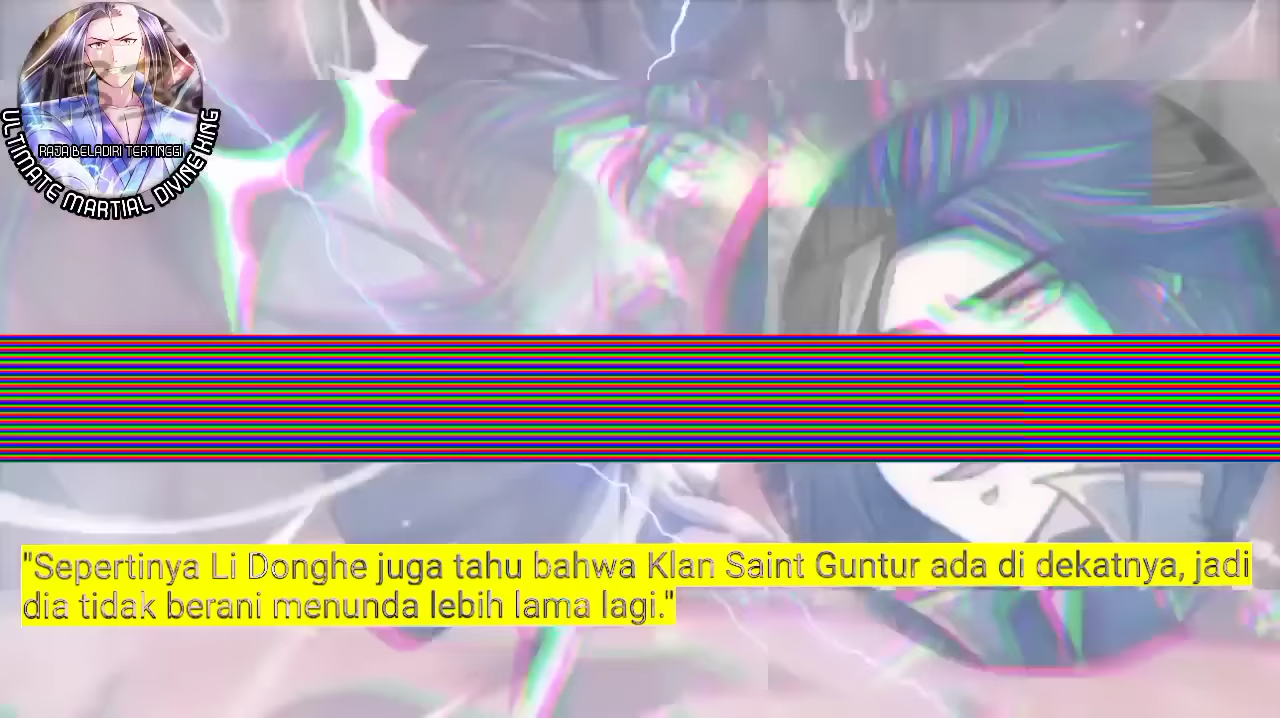 RAJA BELADIRI TERTINGGI
ULTIMATE MARTIAL DIVINE KING
"Sepertinya Li Donghe juga tahu bahwa Klan Saint Guntur ada di dekatnya, jadi
dia tidak berani menunda lebih lama lagi."